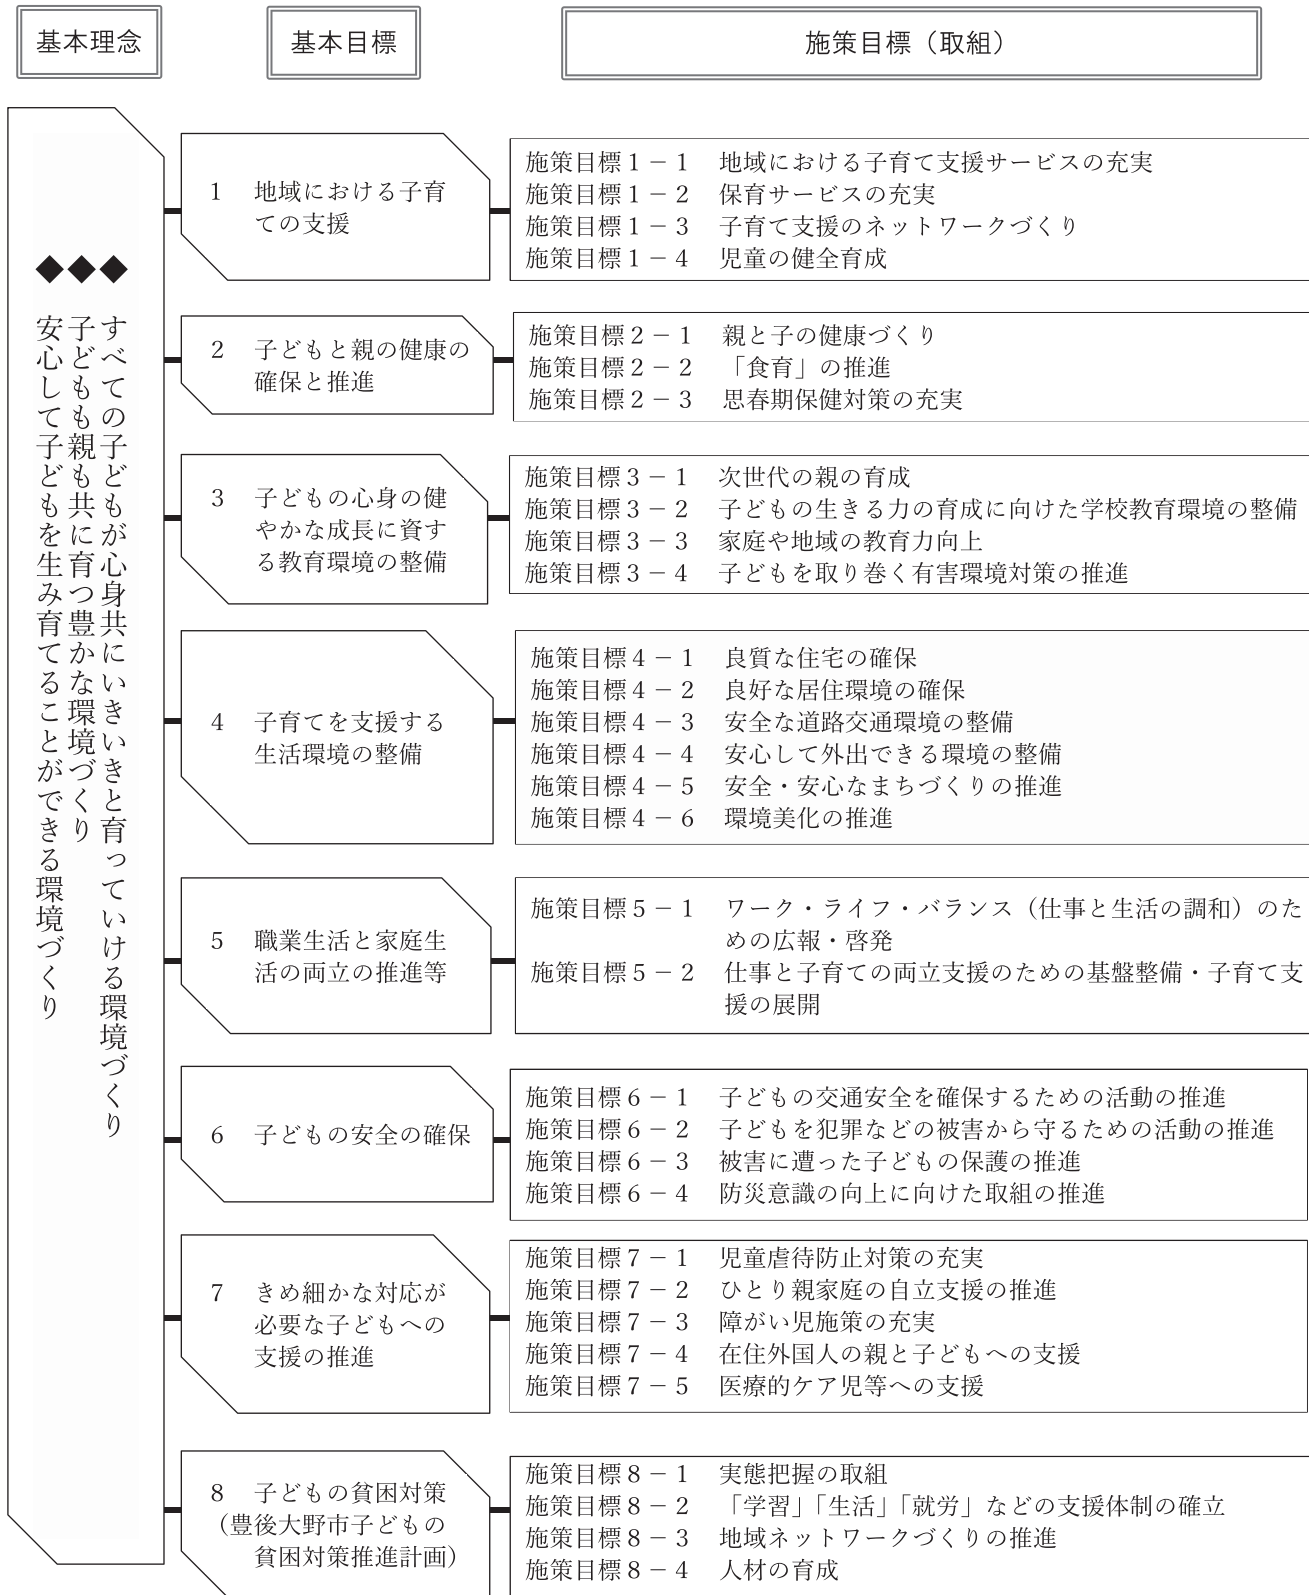 基本理念
基本目標
施策目標（取組）
◆すべての子どもが心身共にいきいきと育っていける環境づくり
◆子どもも親も共に育つ豊かな環境づくり
◆安心して子どもを生み育てることができる環境づくり
1 地域における子育
ての支援
施策目標1－1 地域における子育て支援サービスの充実
施策目標1－2 保育サービスの充実
施策目標1－3 子育て支援のネットワークづくり
施策目標1－4 児童の健全育成
2 子どもと親の健康の
確保と推進
施策目標2－1 親と子の健康づくり
施策目標2－2 「食育」の推進
施策目標2－3 思春期保健対策の充実
3 子どもの心身の健
やかな成長に資す
る教育環境の整備
施策目標3－1 次世代の親の育成
施策目標3－2 子どもの生きる力の育成に向けた学校教育環境の整備
施策目標3－3 家庭や地域の教育力向上
施策目標3－4 子どもを取り巻く有害環境対策の推進
4 子育てを支援する
生活環境の整備
施策目標4－1 良質な住宅の確保
施策目標4－2 良好な居住環境の確保
施策目標4－3 安全な道路交通環境の整備
施策目標4－4 安心して外出できる環境の整備
施策目標4－5 安全・安心なまちづくりの推進
施策目標4－6 環境美化の推進
5 職業生活と家庭生
活の両立の推進等
施策目標5－1 ワーク・ライフ・バランス（仕事と生活の調和）のた
めの広報・啓発
施策目標5－2 仕事と子育ての両立支援のための基盤整備・子育て支
援の展開
6 子どもの安全の確保
施策目標6－1 子どもの交通安全を確保するための活動の推進
施策目標6－2 子どもを犯罪などの被害から守るための活動の推進
施策目標6－3 被害に遭った子どもの保護の推進
施策目標6－4 防災意識の向上に向けた取組の推進
7 きめ細かな対応が
必要な子どもへの
支援の推進
施策目標7－1 児童虐待防止対策の充実
施策目標7－2 ひとり親家庭の自立支援の推進
施策目標7－3 障がい児施策の充実
施策目標7－4 在住外国人の親と子どもへの支援
施策目標7－5 医療的ケア児等への支援
8 子どもの貧困対策
（豊後大野市子どもの
貧困対策推進計画）
施策目標8－1 実態把握の取組
施策目標8－2 「学習」「生活」「就労」などの支援体制の確立
施策目標8－3 地域ネットワークづくりの推進
施策目標8－4 人材の育成